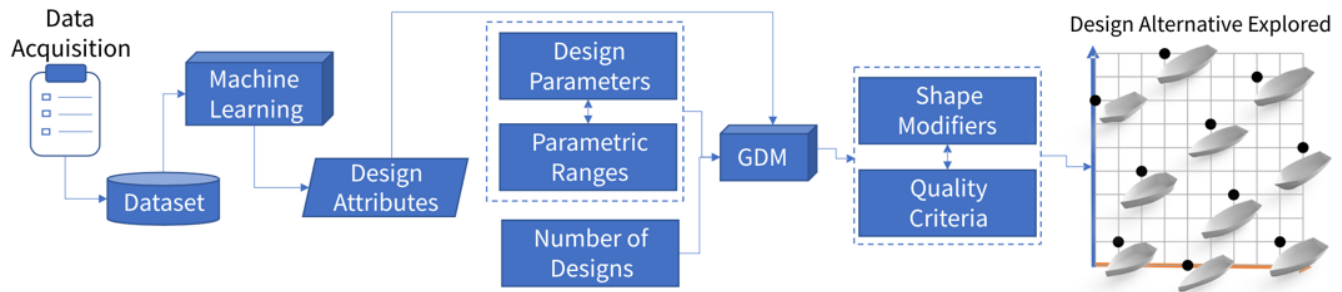 Data
Acquisition
Dataset
Machine
Learning
Design
Attributes
Design
Parameters
Parametric
Ranges
Number of
Designs
GDM
Shape
Modifiers
Quality
Criteria
Design Alternative Explored